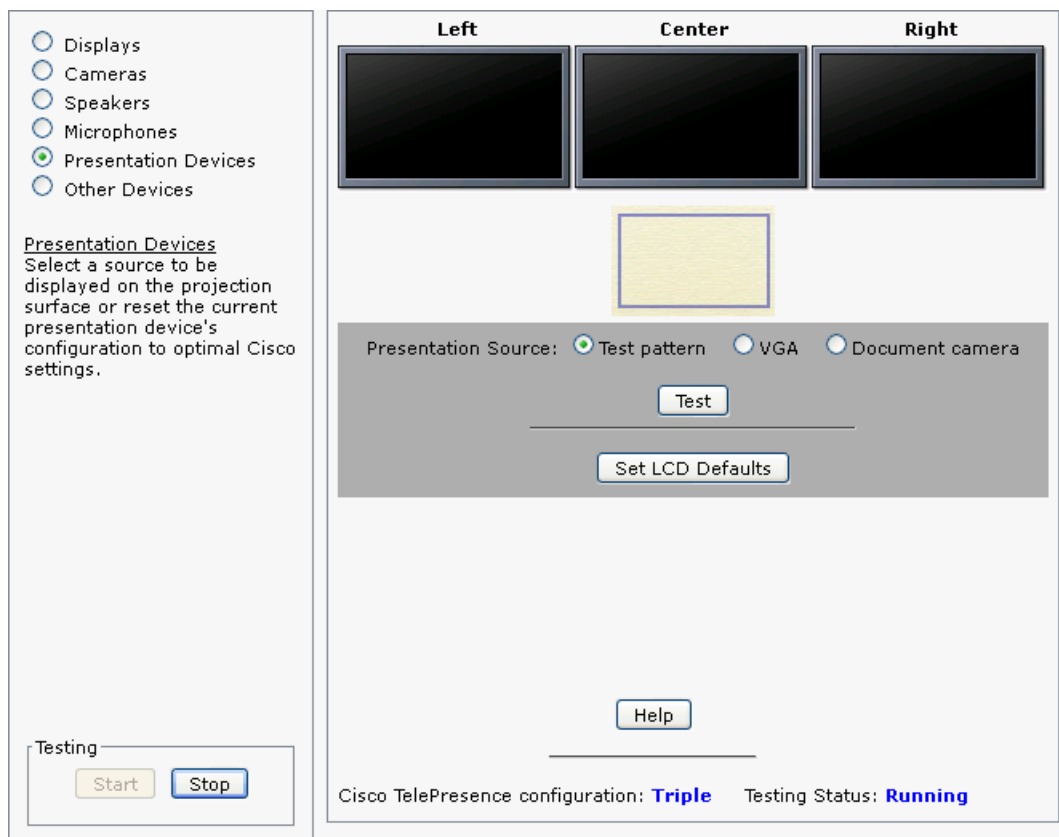 Displays
Cameras
Speakers
Microphones
Presentation Devices
Other Devices
Presentation Devices
Select a source to be
displayed on the projection
surface or reset the current
presentation device's
configuration to optimal Cisco
settings.
Testing
Start Stop
Left Center Right
Presentation Source: Test pattern VGA Document camera
Test
Set LCD Defaults
Help
Cisco TelePresence configuration: Triple Testing Status: Running